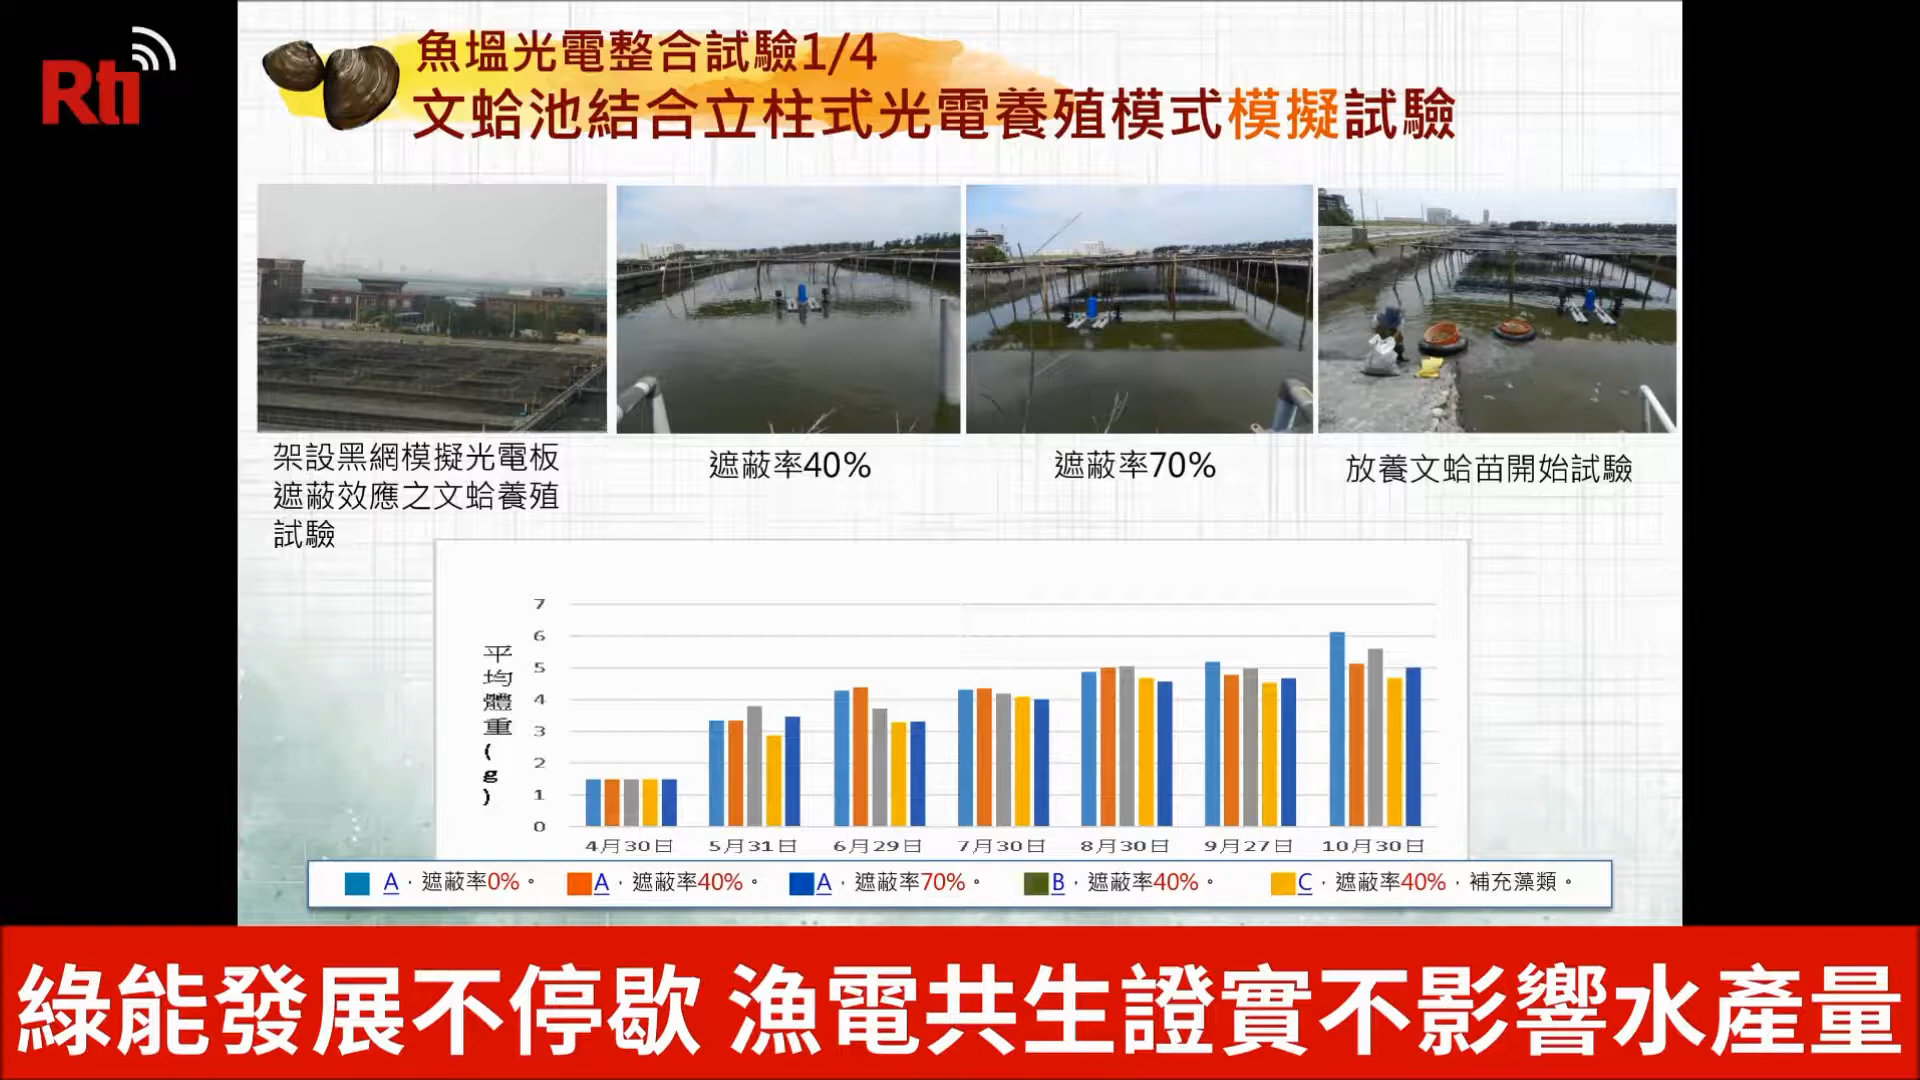 Rti
魚塭光電整合試驗1/4
文蛤池結合立柱式光電養殖模式模擬試驗
架設黑網模擬光電板
遮蔽效應之文蛤養殖
試驗
遮蔽率40%
遮蔽率70%
放養文蛤苗開始試驗
平均體重(g)
7
6
5
4
3
2
1
0
4月30日 5月31日 6月29日 7月30日 8月30日 9月27日 10月30日
A，遮蔽率0%。 A，遮蔽率40%。 A，遮蔽率70%。 B，遮蔽率40%。 C，遮蔽率40%，補充藻類。
綠能發展不停歇 漁電共生證實不影響水產量